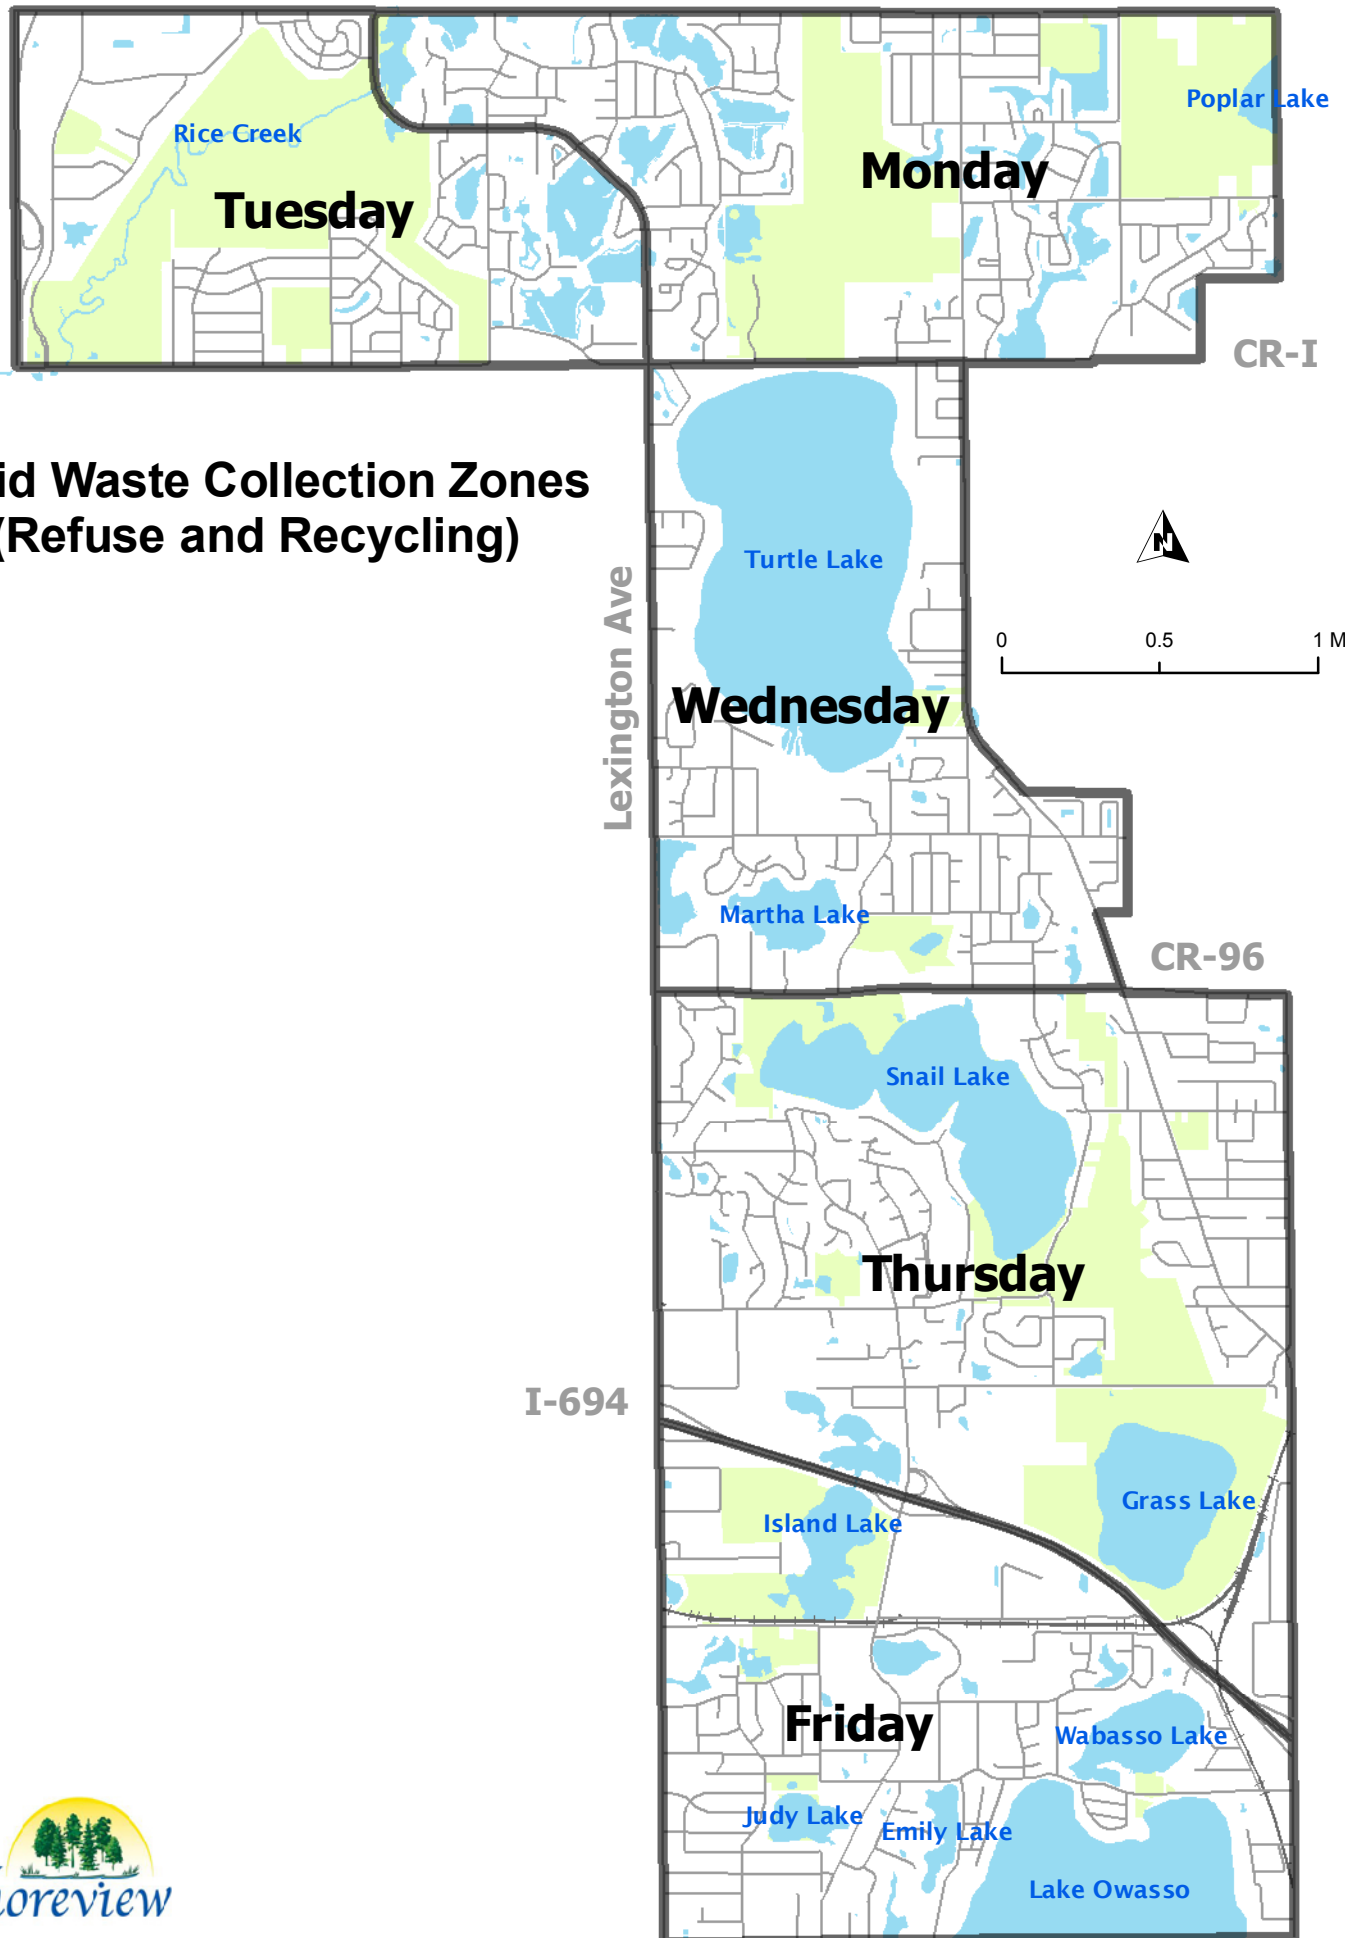 Poplar Lake
Rice Creek
Monday
Tuesday
CR-I
id Waste Collection Zones
(Refuse and Recycling)
N
Turtle Lake
Lexington Ave
0 0.5 1 M
Wednesday
Martha Lake
CR-96
Snail Lake
Thursday
I-694
Grass Lake
Island Lake
Friday
Wabasso Lake
Judy Lake
Emily Lake
Lake Owasso
oreview